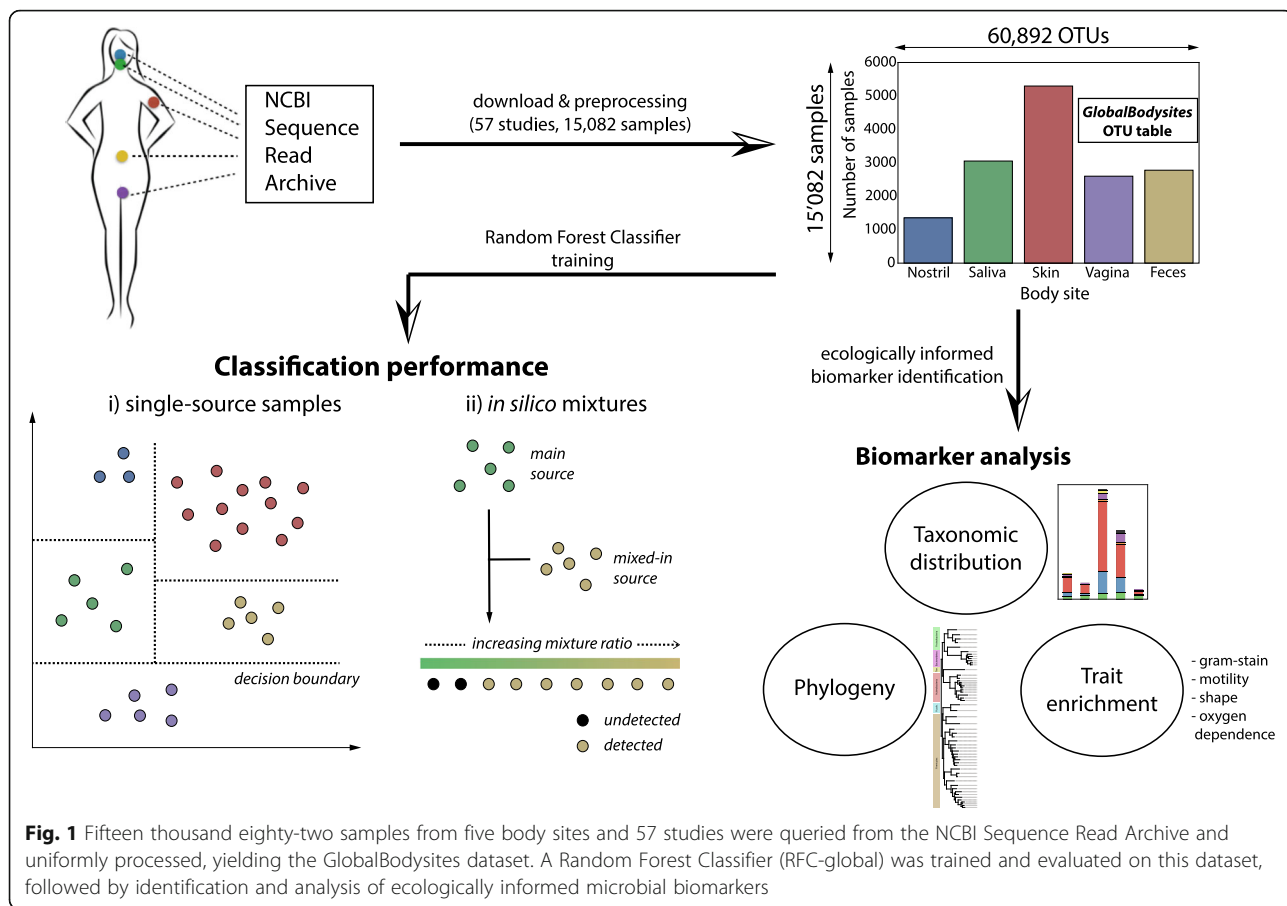 NCBI
Sequence
Read
Archive
download & preprocessing
(57 studies, 15,082 samples)
60,892 OTUs
15'082 samples
Number of samples
6000
5000
4000
3000
2000
1000
0
GlobalBodysites
OTU table
Nostril Saliva Skin Vagina Feces
Body site
Random Forest Classifier
training
ecologically informed
biomarker identification
Classification performance
i) single-source samples
decision boundary
ii) in silico mixtures
main
source
mixed-in
source
increasing mixture ratio
undetected
detected
Biomarker analysis
Taxonomic
distribution
Phylogeny
Trait
enrichment
- gram-stain
- motility
- shape
- oxygen
dependence
Fig. 1 Fifteen thousand eighty-two samples from five body sites and 57 studies were queried from the NCBI Sequence Read Archive and
uniformly processed, yielding the GlobalBodysites dataset. A Random Forest Classifier (RFC-global) was trained and evaluated on this dataset,
followed by identification and analysis of ecologically informed microbial biomarkers